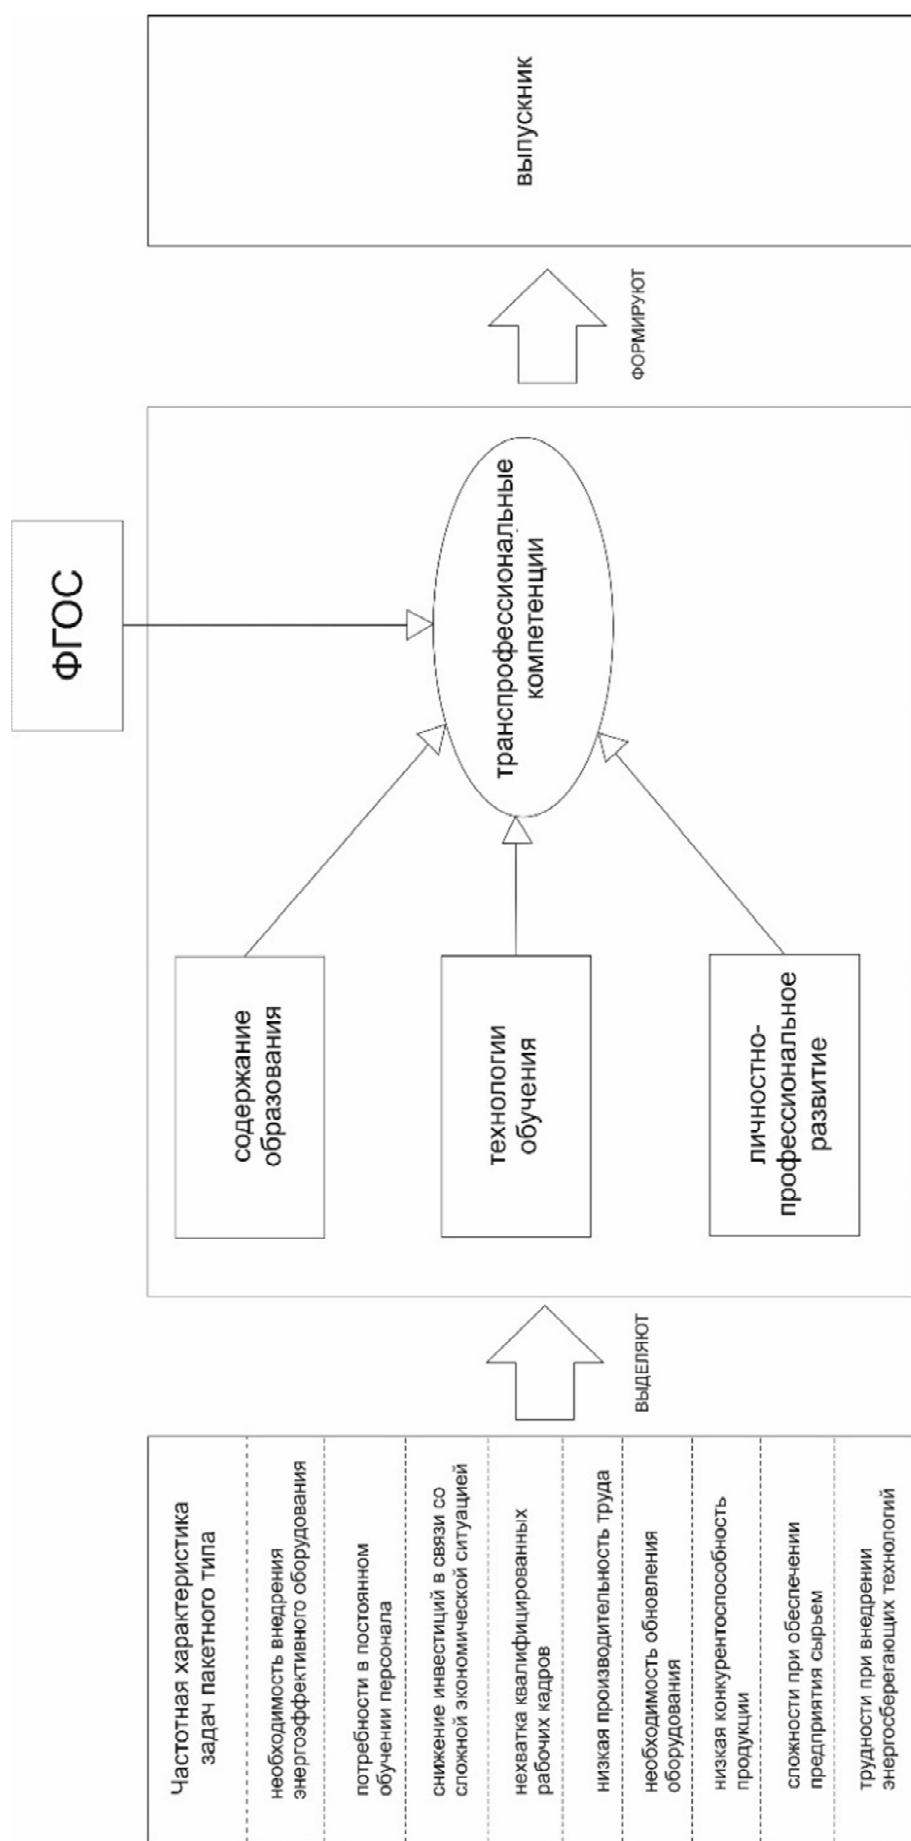 Частотная характеристика
задач пакетного типа
необходимость внедрения
энергоэффективного оборудования
потребности в постоянном
обучении персонала
снижение инвестиций в связи со
сложной экономической ситуацией
нехватка квалифицированных
рабочих кадров
низкая производительность труда
необходимость обновления
оборудования
низкая конкурентоспособность
продукции
сложности при обеспечении
предприятия сырьем
трудности при внедрении
энергосберегающих технологий
ВЫДЕЛЯЮТ
содержание
образования
технологии
обучения
личностно-
профессиональное
развитие
ФГОС
транспрофессиональные
компетенции
ФОРМИРУЮТ
выпускник